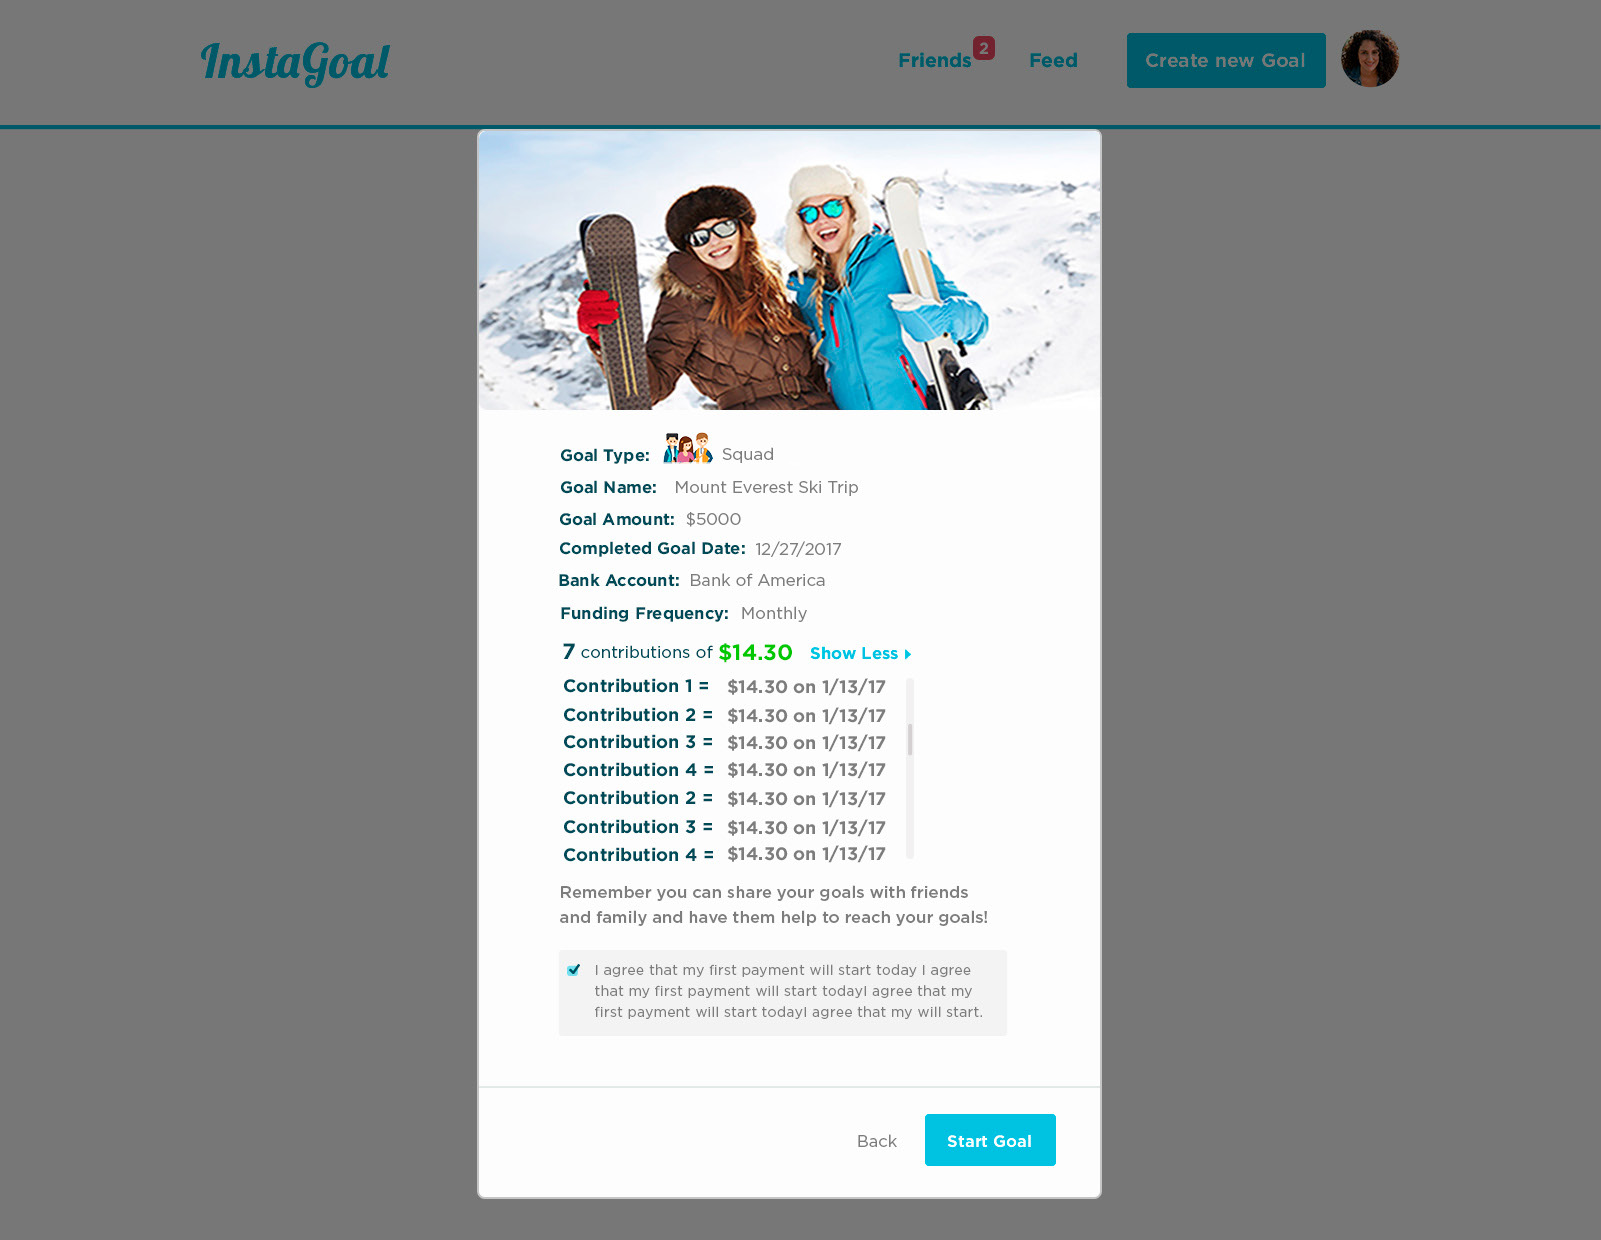 InstaGoal
Friends 2 Feed Create new Goal
Goal Type: Squad
Goal Name: Mount Everest Ski Trip
Goal Amount: $5000
Completed Goal Date: 12/27/2017
Bank Account: Bank of America
Funding Frequency: Monthly
7 contributions of $14.30 Show Less
Contribution 1 = $14.30 on 1/13/17
Contribution 2 = $14.30 on 1/13/17
Contribution 3 = $14.30 on 1/13/17
Contribution 4 = $14.30 on 1/13/17
Contribution 2 = $14.30 on 1/13/17
Contribution 3 = $14.30 on 1/13/17
Contribution 4 = $14.30 on 1/13/17
Remember you can share your goals with friends
and family and have them help to reach your goals!
I agree that my first payment will start today I agree
that my first payment will start todayI agree that my
first payment will start todayI agree that my will start.
Back Start Goal